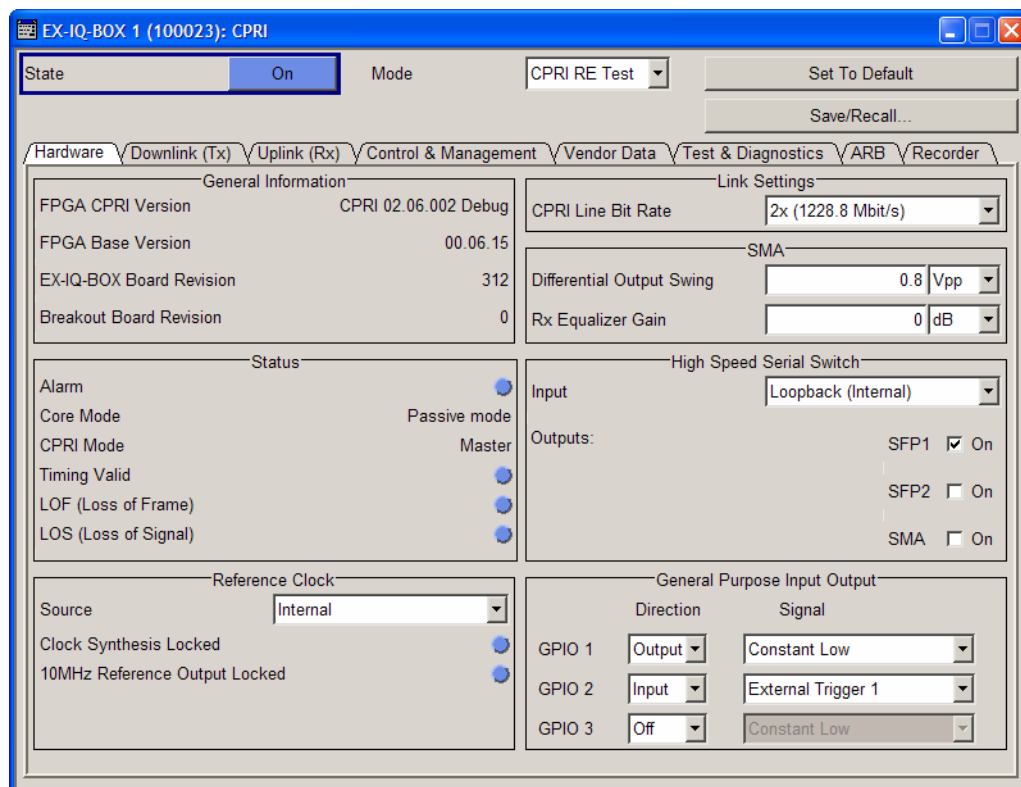 EX-IQ-BOX 1 (100023): CPRI
State On Mode CPRI RE Test Set To Default
Save/Recall...
Hardware Downlink (Tx) Uplink (Rx) Control & Management Vendor Data Test & Diagnostics ARB Recorder
General Information
FPGA CPRI Version CPRI 02.06.002 Debug
FPGA Base Version 00.06.15
EX-IQ-BOX Board Revision 312
Breakout Board Revision 0
Link Settings
CPRI Line Bit Rate 2x (1228.8 Mbit/s)
SMA
Differential Output Swing 0.8 Vpp
Rx Equalizer Gain 0 dB
Status
Alarm
Core Mode Passive mode
CPRI Mode Master
Timing Valid
LOF (Loss of Frame)
LOS (Loss of Signal)
High Speed Serial Switch
Input Loopback (Internal)
Outputs: SFP1 On
SFP2 On
SMA On
Reference Clock
Source Internal
Clock Synthesis Locked
10MHz Reference Output Locked
General Purpose Input Output
Direction Signal
GPIO 1 Output Constant Low
GPIO 2 Input External Trigger 1
GPIO 3 Off Constant Low